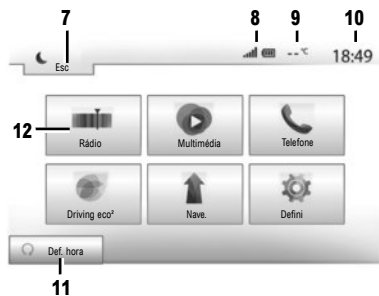 7
8
9
10
Esc
--°C
18:49
12
Rádio
Multimédia
Telefone
Driving eco²
Nave.
Defini
Def. hora
11